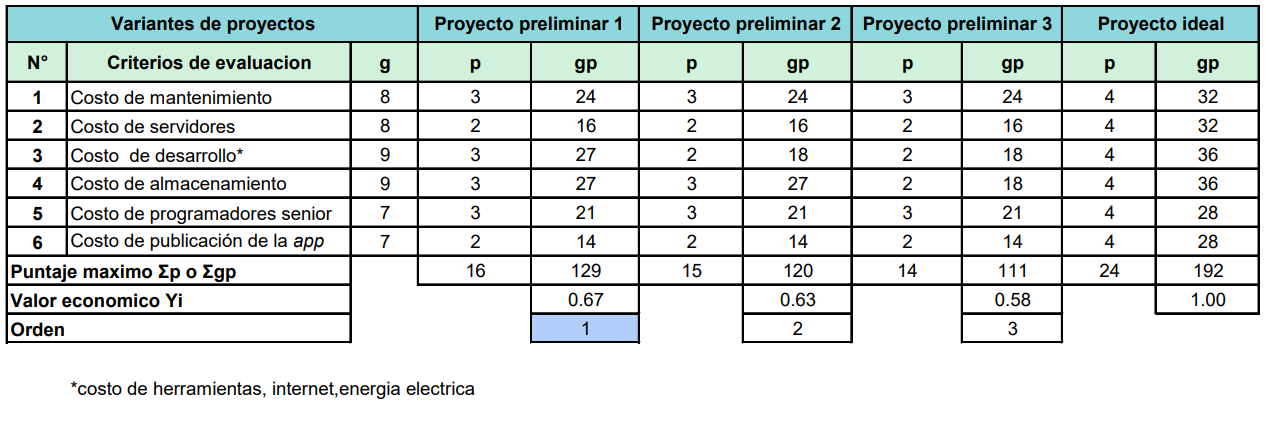 Variantes de proyectos Proyecto preliminar 1 Proyecto preliminar 2 Proyecto preliminar 3 Proyecto ideal
N° Criterios de evaluacion g p gp p gp p gp p gp
1 Costo de mantenimiento 8 3 24 3 24 3 24 4 32
2 Costo de servidores 8 2 16 2 16 2 16 4 32
3 Costo de desarrollo* 9 3 27 2 18 2 18 4 36
4 Costo de almacenamiento 9 3 27 3 27 2 18 4 36
5 Costo de programadores senior 7 3 21 3 21 3 21 4 28
6 Costo de publicación de la app 7 2 14 2 14 2 14 4 28
Puntaje maximo Σp o Σgp 16 129 15 120 14 111 24 192
Valor economico Yi 0.67 0.63 0.58 1.00
Orden 1 2 3
*costo de herramientas, internet,energia electrica